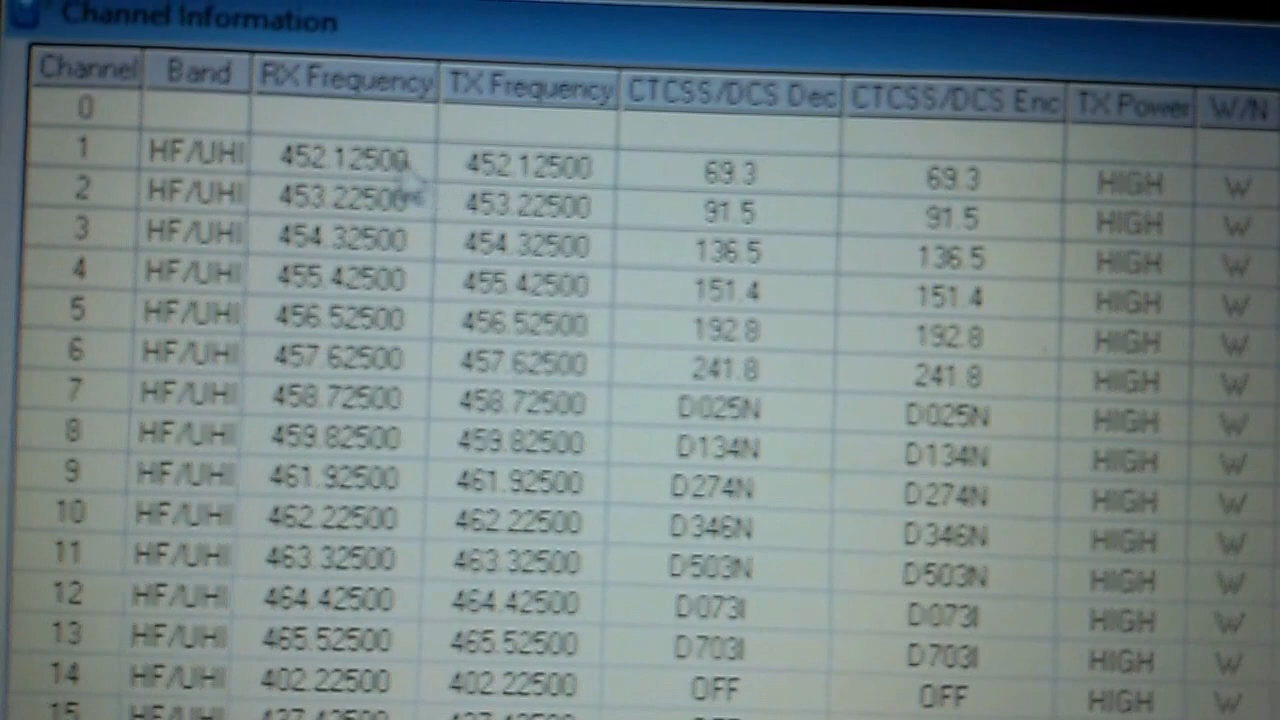 Channel Information
Channel Band RX Frequency TX Frequency CTCSS/DCS Dec CTCSS/DCS Enc TX Power W/N
0
1 HF/UHI 452.12500 452.12500 69.3 69.3 HIGH W
2 HF/UHI 453.22500 453.22500 91.5 91.5 HIGH W
3 HF/UHI 454.32500 454.32500 136.5 136.5 HIGH W
4 HF/UHI 455.42500 455.42500 151.4 151.4 HIGH W
5 HF/UHI 456.52500 456.52500 192.8 192.8 HIGH W
6 HF/UHI 457.62500 457.62500 241.8 241.8 HIGH W
7 HF/UHI 458.72500 458.72500 D025N D025N HIGH W
8 HF/UHI 459.82500 459.82500 D134N D134N HIGH W
9 HF/UHI 461.92500 461.92500 D274N D274N HIGH W
10 HF/UHI 462.22500 462.22500 D346N D346N HIGH W
11 HF/UHI 463.32500 463.32500 D503N D503N HIGH W
12 HF/UHI 464.42500 464.42500 D073I D073I HIGH W
13 HF/UHI 465.52500 465.52500 D703I D703I HIGH W
14 HF/UHI 402.22500 402.22500 OFF OFF HIGH W
15 HF/UHI 437.42500 437.42500